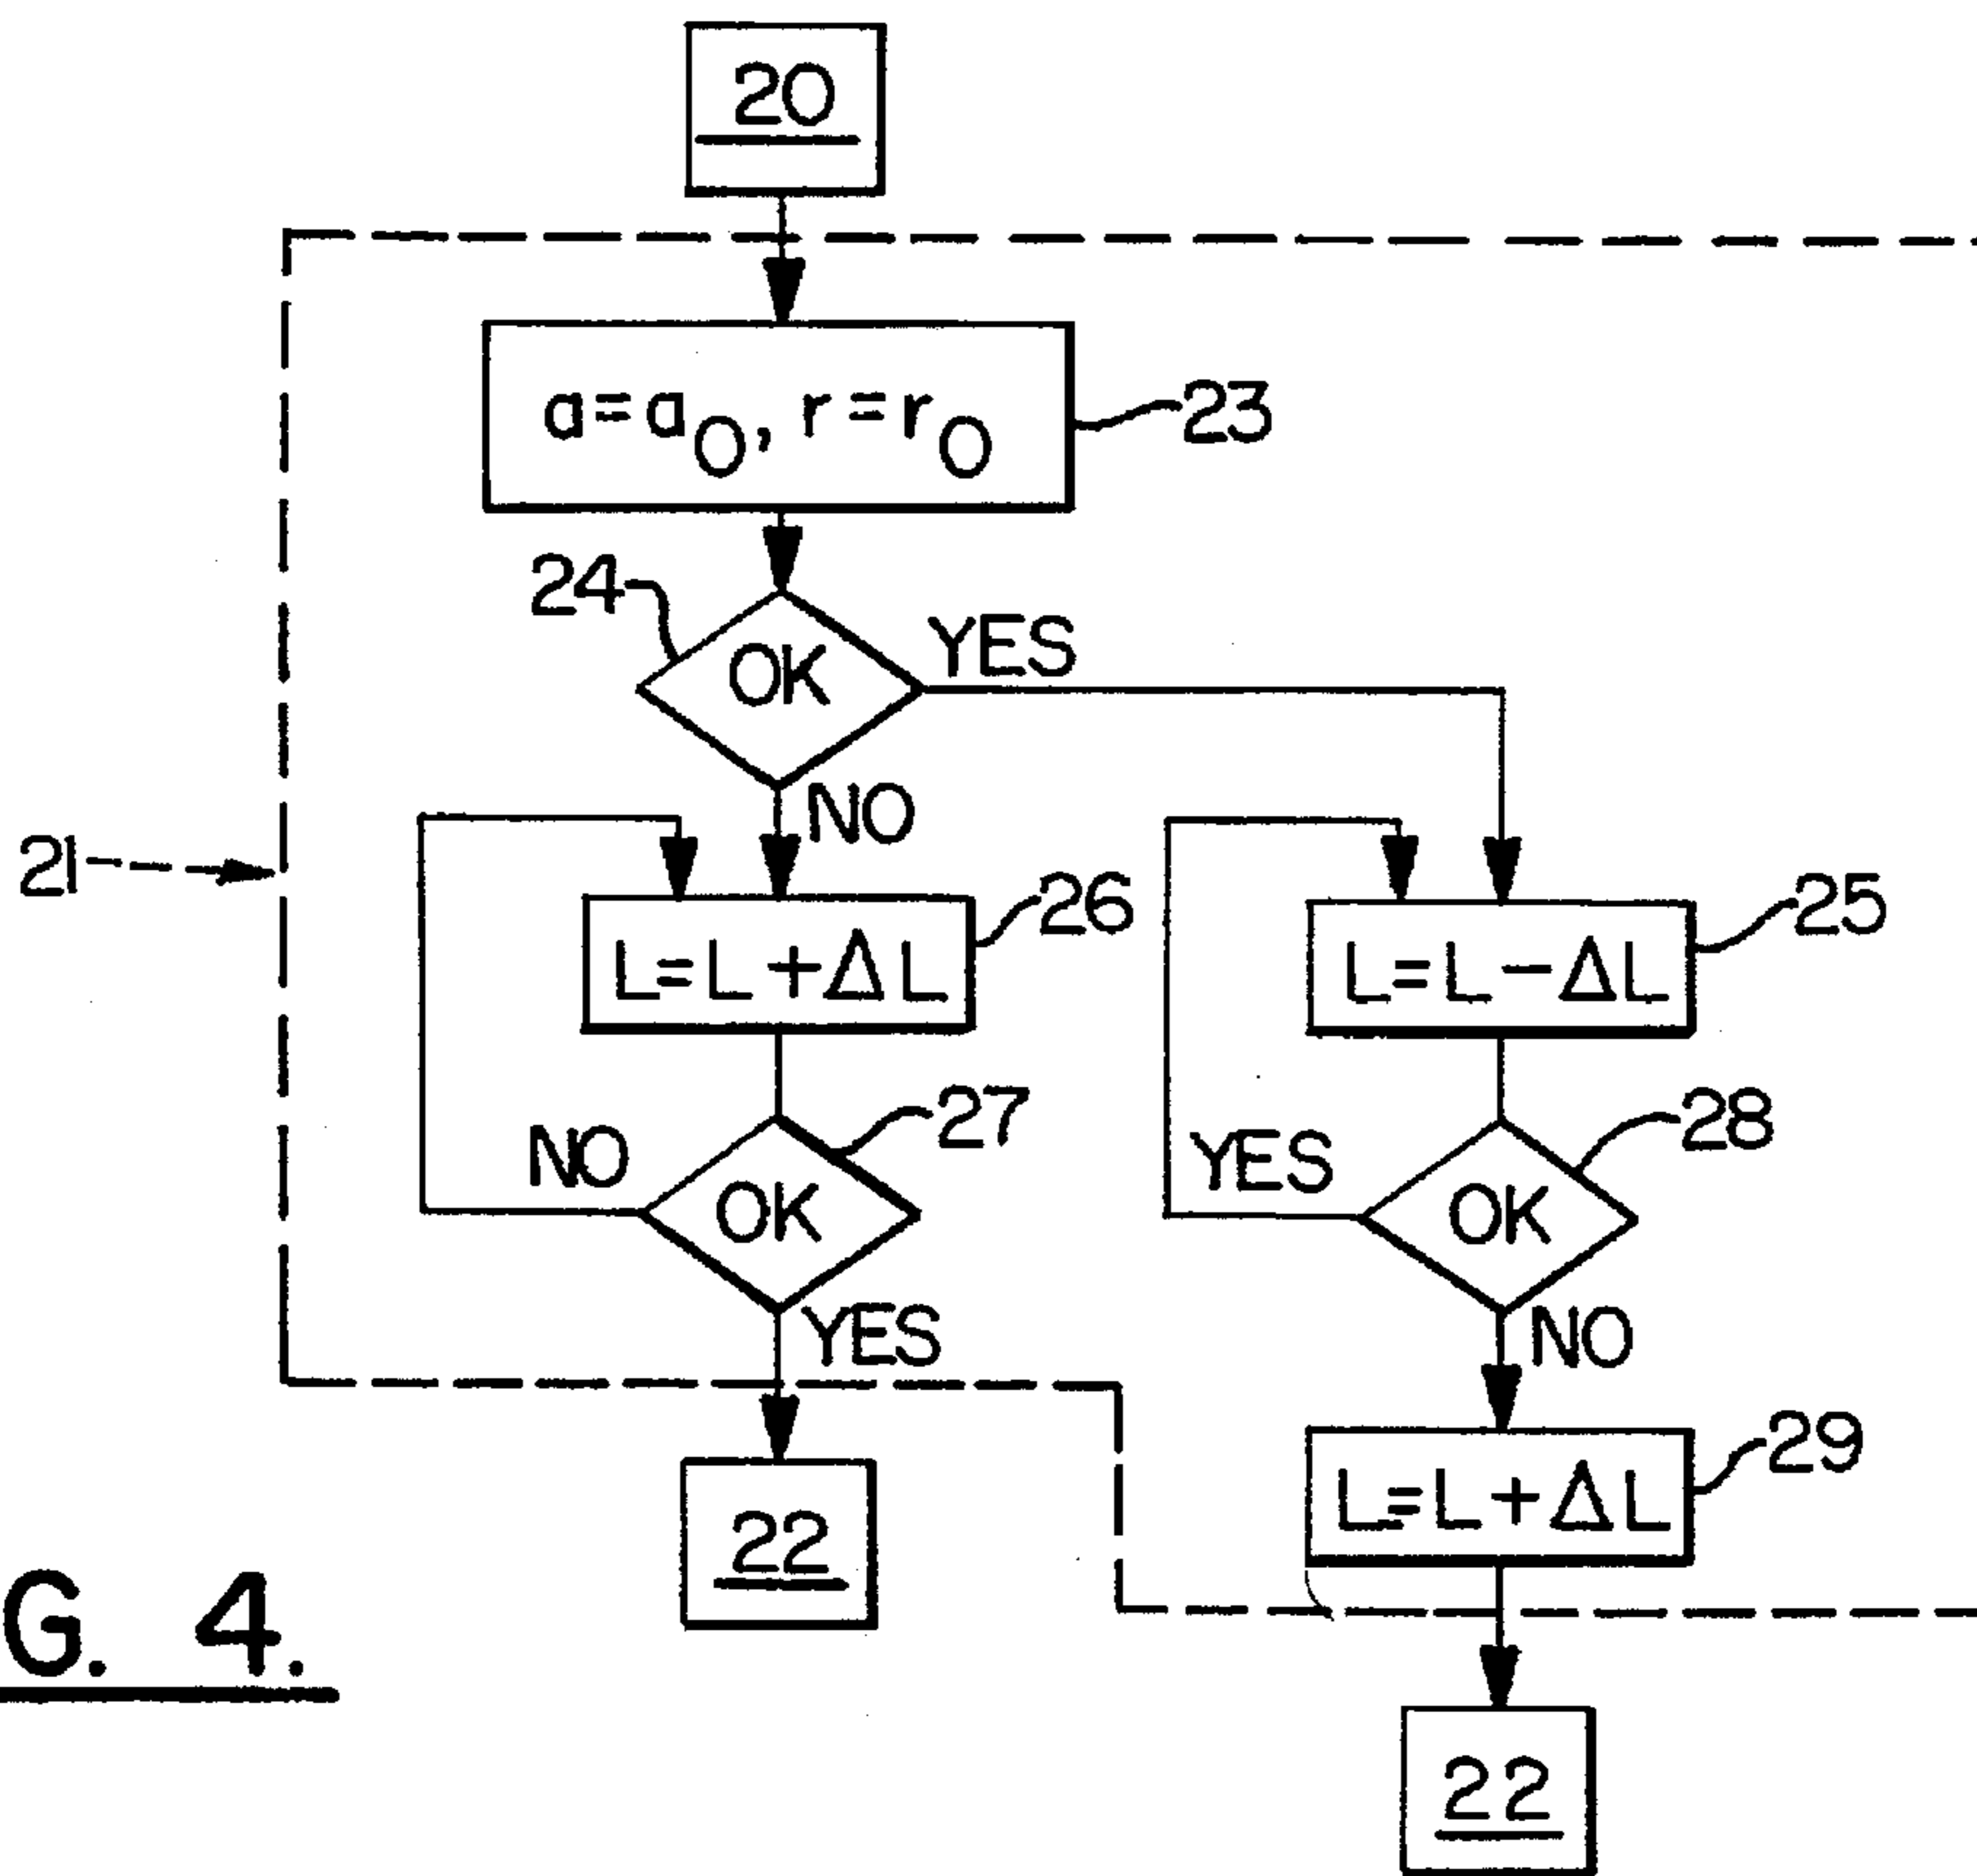 20
a=a₀, r=r₀
23
24
OK
YES
NO
21
26
L=L+ΔL
25
L=L-ΔL
27
NO
OK
YES
28
YES
OK
NO
29
L=L+ΔL
22
G. 4.
22